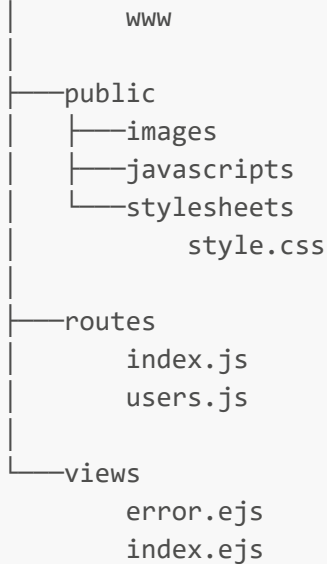 │       www
│
├───public
│   ├───images
│   ├───javascripts
│   └───stylesheets
│           style.css
│
├───routes
│       index.js
│       users.js
│
└───views
        error.ejs
        index.ejs